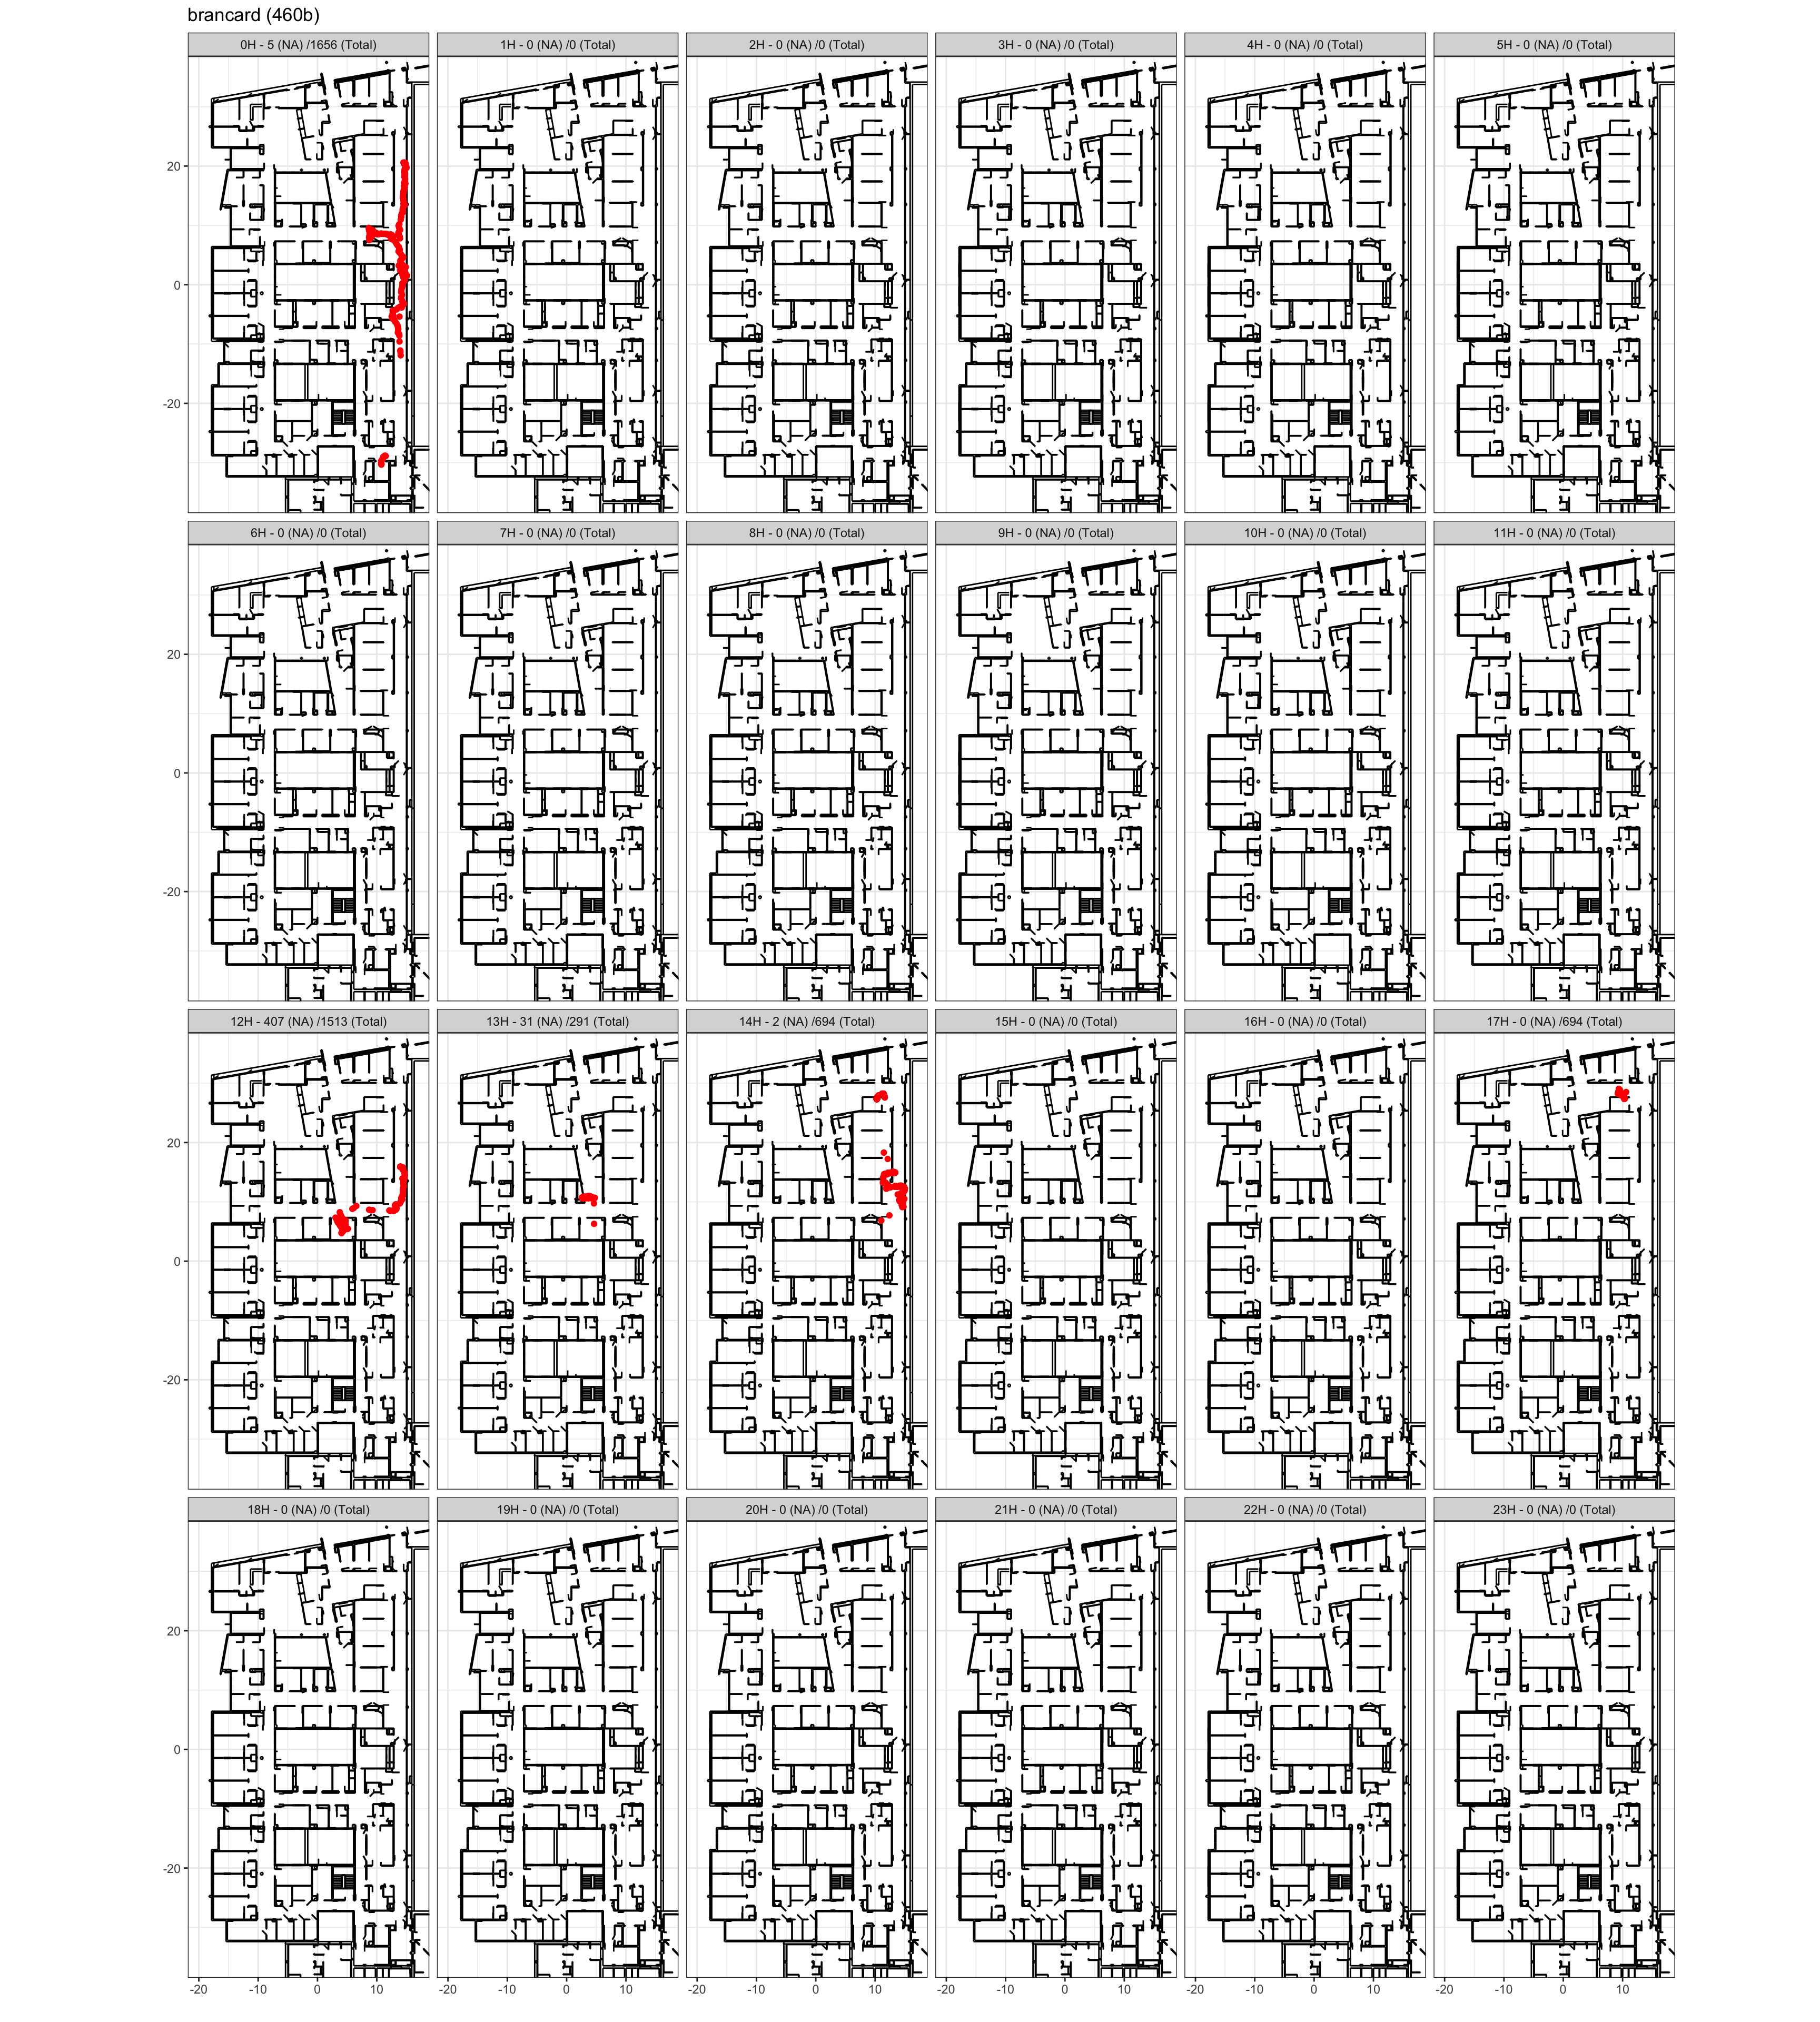 brancard (460b)
0H - 5 (NA) /1656 (Total) 1H - 0 (NA) /0 (Total) 2H - 0 (NA) /0 (Total) 3H - 0 (NA) /0 (Total) 4H - 0 (NA) /0 (Total) 5H - 0 (NA) /0 (Total)
20
0
-20
6H - 0 (NA) /0 (Total) 7H - 0 (NA) /0 (Total) 8H - 0 (NA) /0 (Total) 9H - 0 (NA) /0 (Total) 10H - 0 (NA) /0 (Total) 11H - 0 (NA) /0 (Total)
20
0
-20
12H - 407 (NA) /1513 (Total) 13H - 31 (NA) /291 (Total) 14H - 2 (NA) /694 (Total) 15H - 0 (NA) /0 (Total) 16H - 0 (NA) /0 (Total) 17H - 0 (NA) /694 (Total)
20
0
-20
18H - 0 (NA) /0 (Total) 19H - 0 (NA) /0 (Total) 20H - 0 (NA) /0 (Total) 21H - 0 (NA) /0 (Total) 22H - 0 (NA) /0 (Total) 23H - 0 (NA) /0 (Total)
20
0
-20
-20 -10 0 10 -20 -10 0 10 -20 -10 0 10 -20 -10 0 10 -20 -10 0 10 -20 -10 0 10